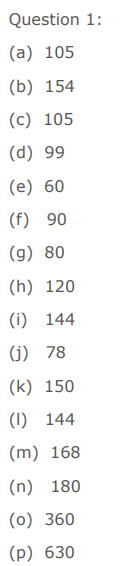 Question 1:
(a) 105
(b) 154
(c) 105
(d) 99
(e) 60
(f) 90
(g) 80
(h) 120
(i) 144
(j) 78
(k) 150
(l) 144
(m) 168
(n) 180
(o) 360
(p) 630